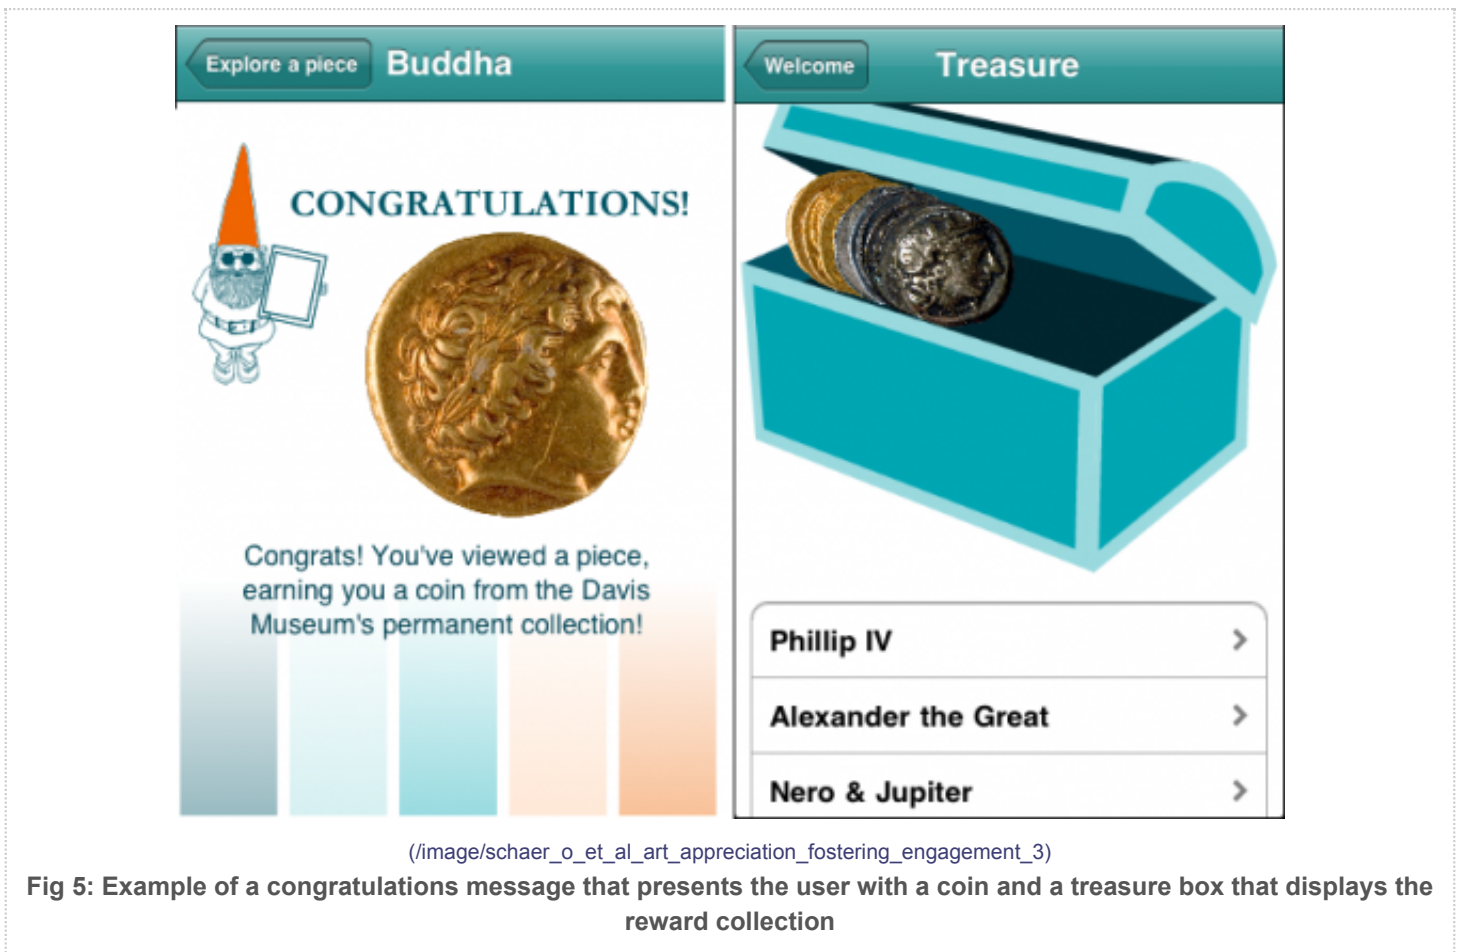 Explore a piece
Buddha
CONGRATULATIONS!
Congrats! You've viewed a piece,
earning you a coin from the Davis
Museum's permanent collection!
Welcome
Treasure
Phillip IV
Alexander the Great
Nero & Jupiter
(/image/schaer_o_et_al_art_appreciation_fostering_engagement_3)
Fig 5: Example of a congratulations message that presents the user with a coin and a treasure box that displays the
reward collection